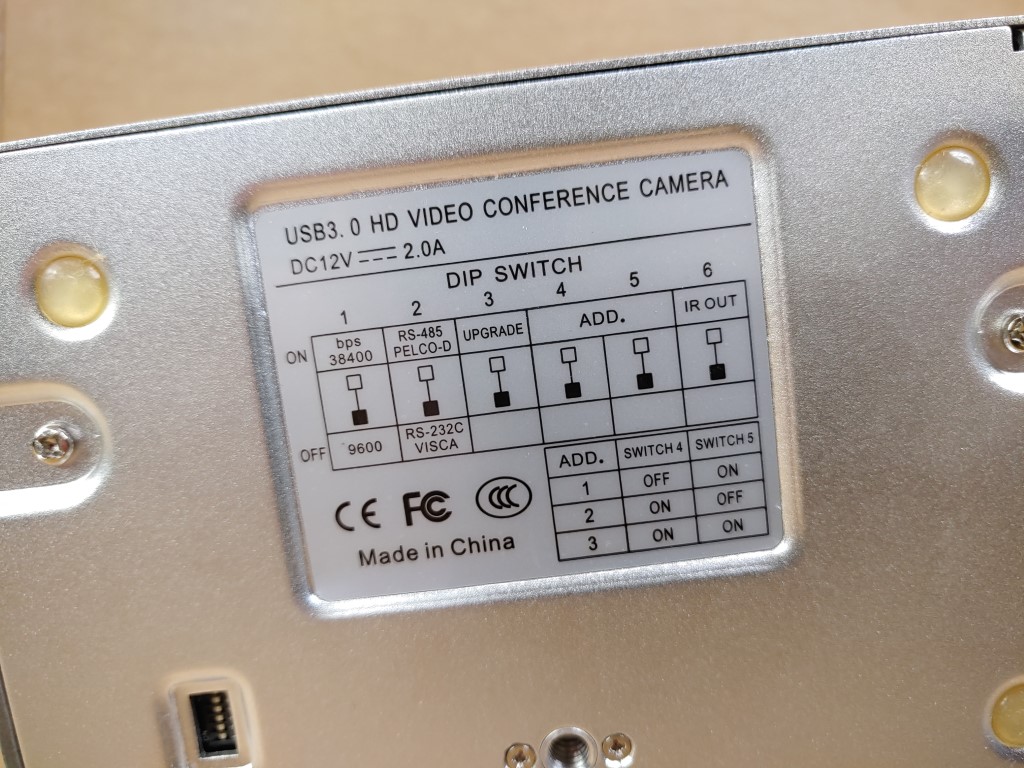 USB3.0 HD VIDEO CONFERENCE CAMERA
DC12V 2.0A
DIP SWITCH
1 2 3 4 5 6
ON
bps
38400
RS-485
PELCO-D
UPGRADE
ADD.
IR OUT
OFF
9600
RS-232C
VISCA
ADD. SWITCH 4 SWITCH 5
1 OFF ON
2 ON OFF
3 ON ON
CE FC CCC
Made in China